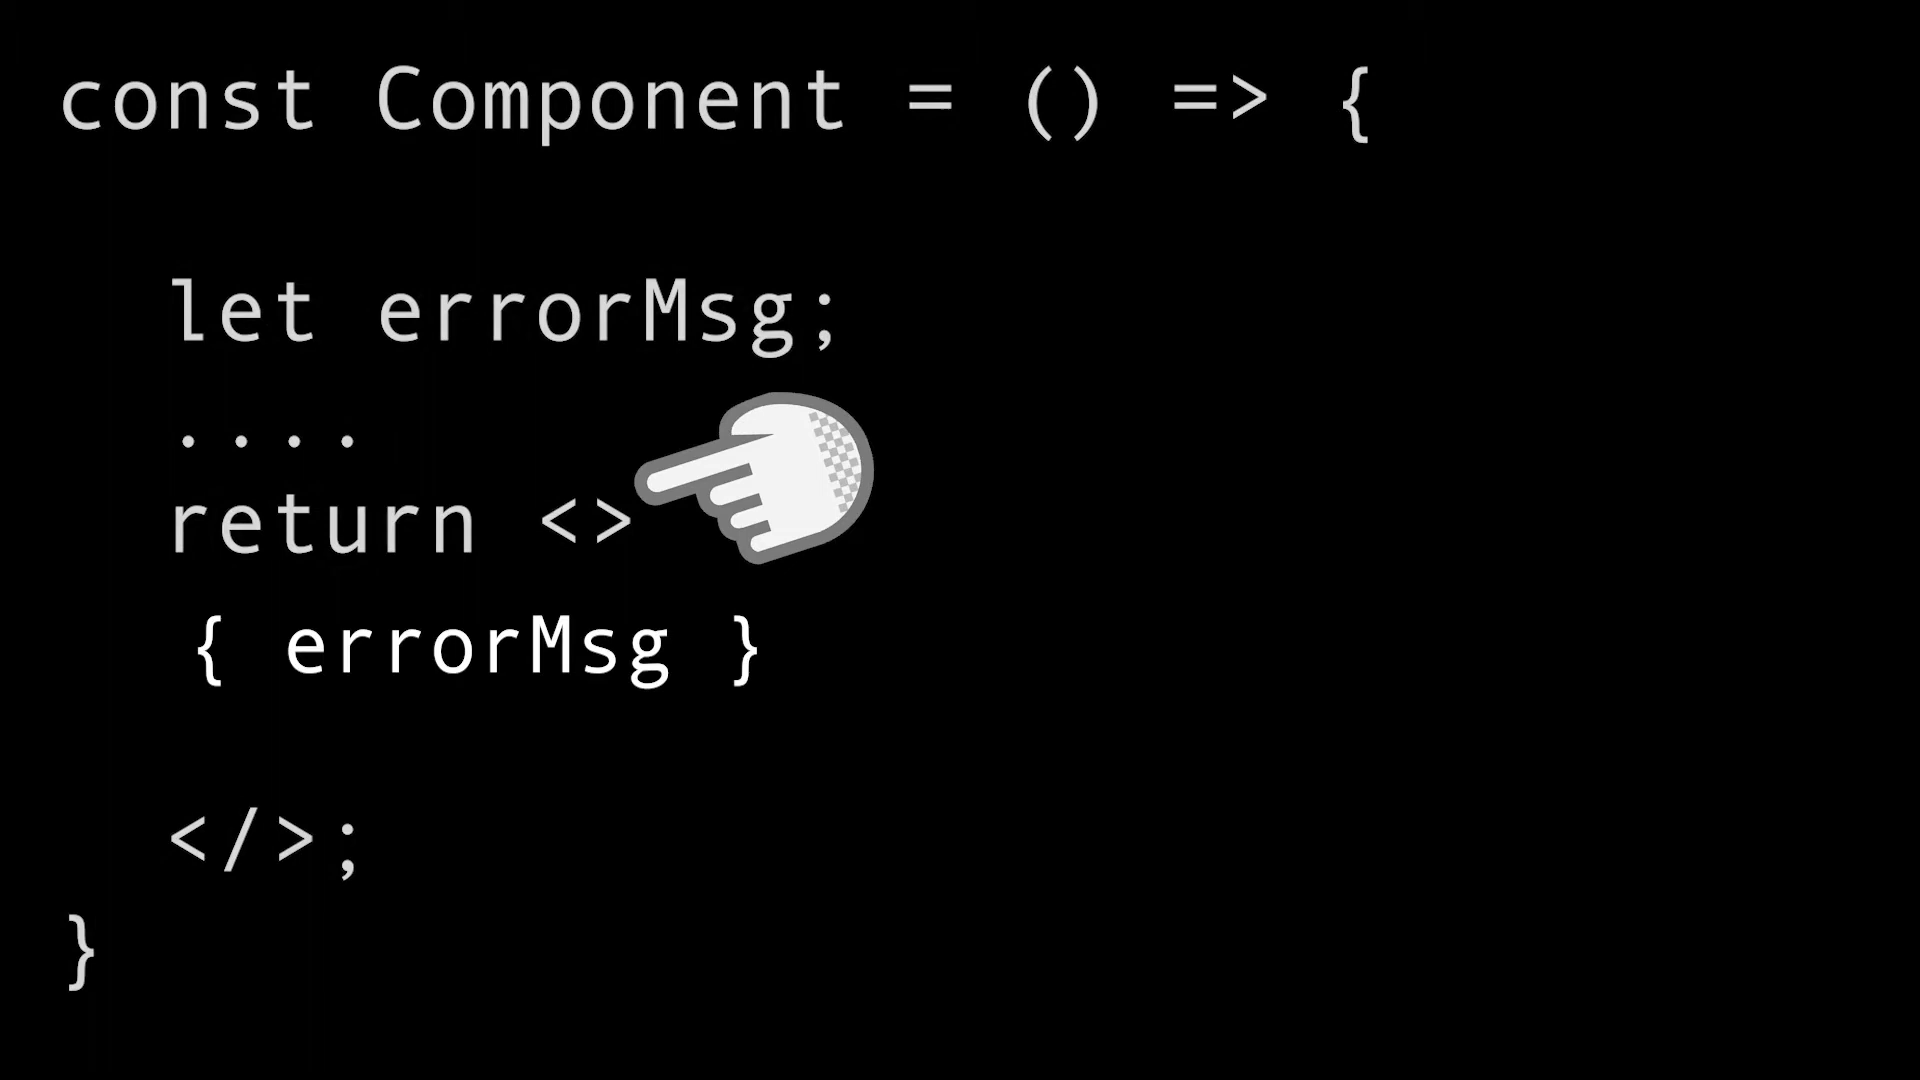 const Component = () => {
let errorMsg;
....
return <>
{ errorMsg }
</>;
}